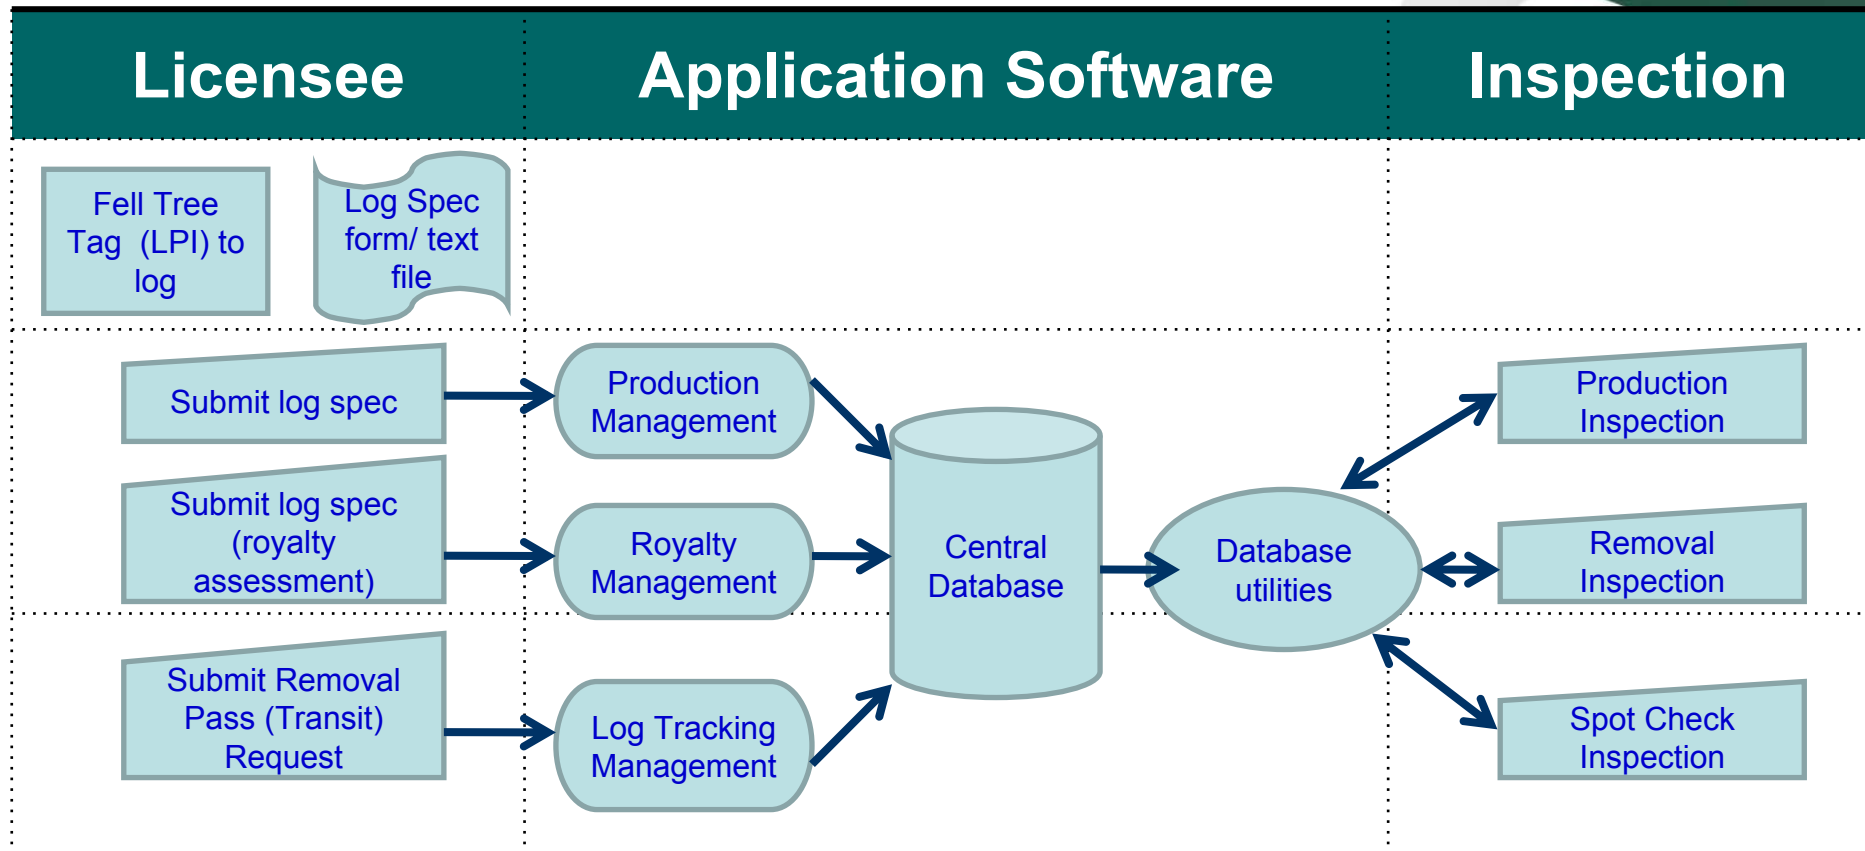 Licensee
Application Software
Inspection
Fell Tree
Tag (LPI) to
log
Log Spec
form/ text
file
Submit log spec
Production
Management
Production
Inspection
Submit log spec
(royalty
assessment)
Royalty
Management
Central
Database
Database
utilities
Removal
Inspection
Submit Removal
Pass (Transit)
Request
Log Tracking
Management
Spot Check
Inspection